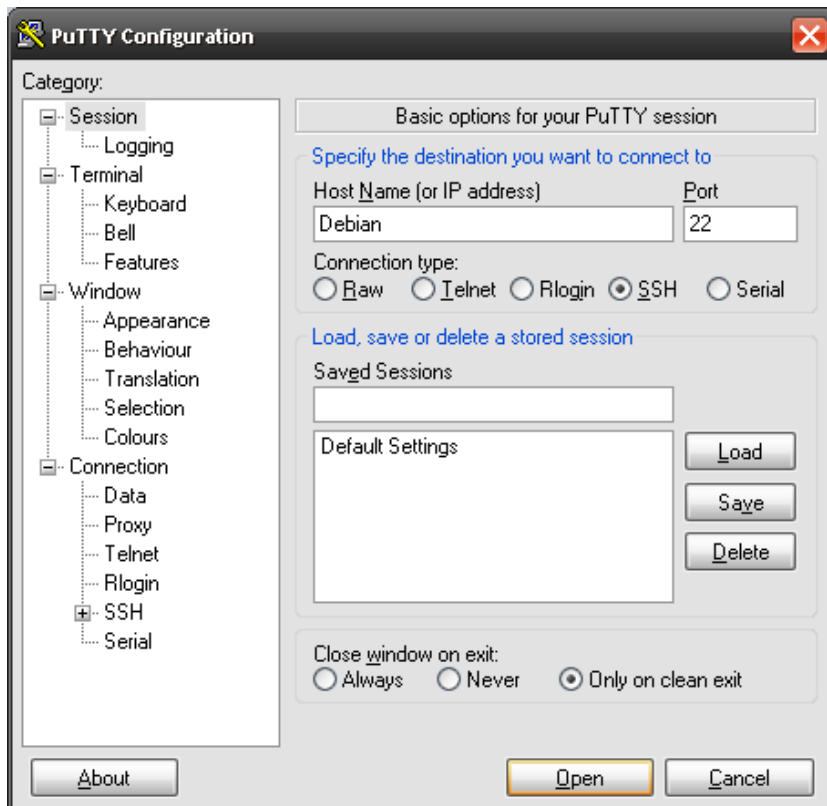 PuTTY Configuration
Category:
Session
Logging
Terminal
Keyboard
Bell
Features
Window
Appearance
Behaviour
Translation
Selection
Colours
Connection
Data
Proxy
Telnet
Rlogin
SSH
Serial
Basic options for your PuTTY session
Specify the destination you want to connect to
Host Name (or IP address) Port
Debian 22
Connection type:
Raw Telnet Rlogin SSH Serial
Load, save or delete a stored session
Saved Sessions
Default Settings
Load
Save
Delete
Close window on exit:
Always Never Only on clean exit
About Open Cancel